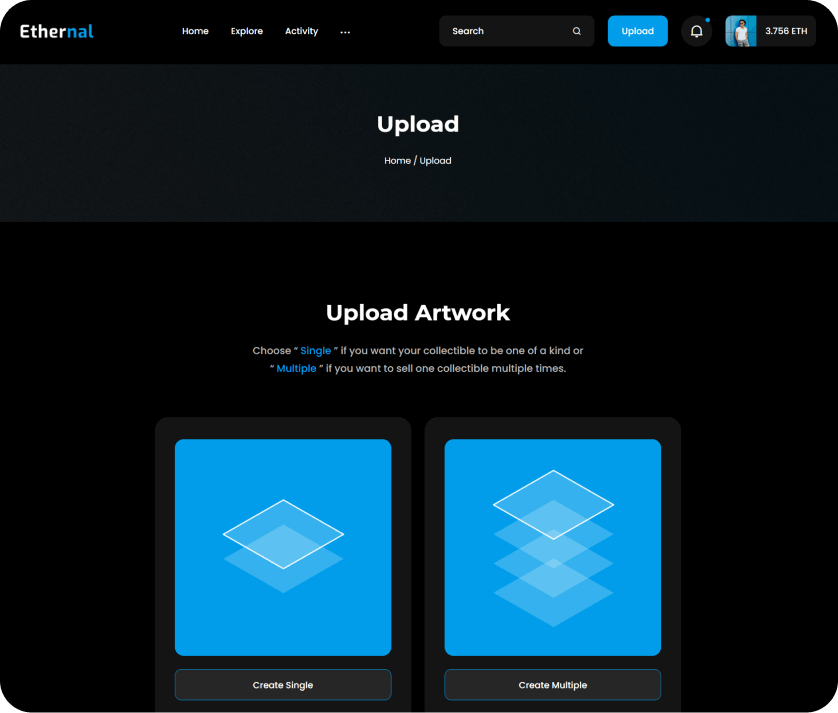 Ethernal
Home Explore Activity ...
Search
Upload
3.756 ETH
Upload
Home / Upload
Upload Artwork
Choose “ Single ” if you want your collectible to be one of a kind or
“ Multiple ” if you want to sell one collectible multiple times.
Create Single
Create Multiple